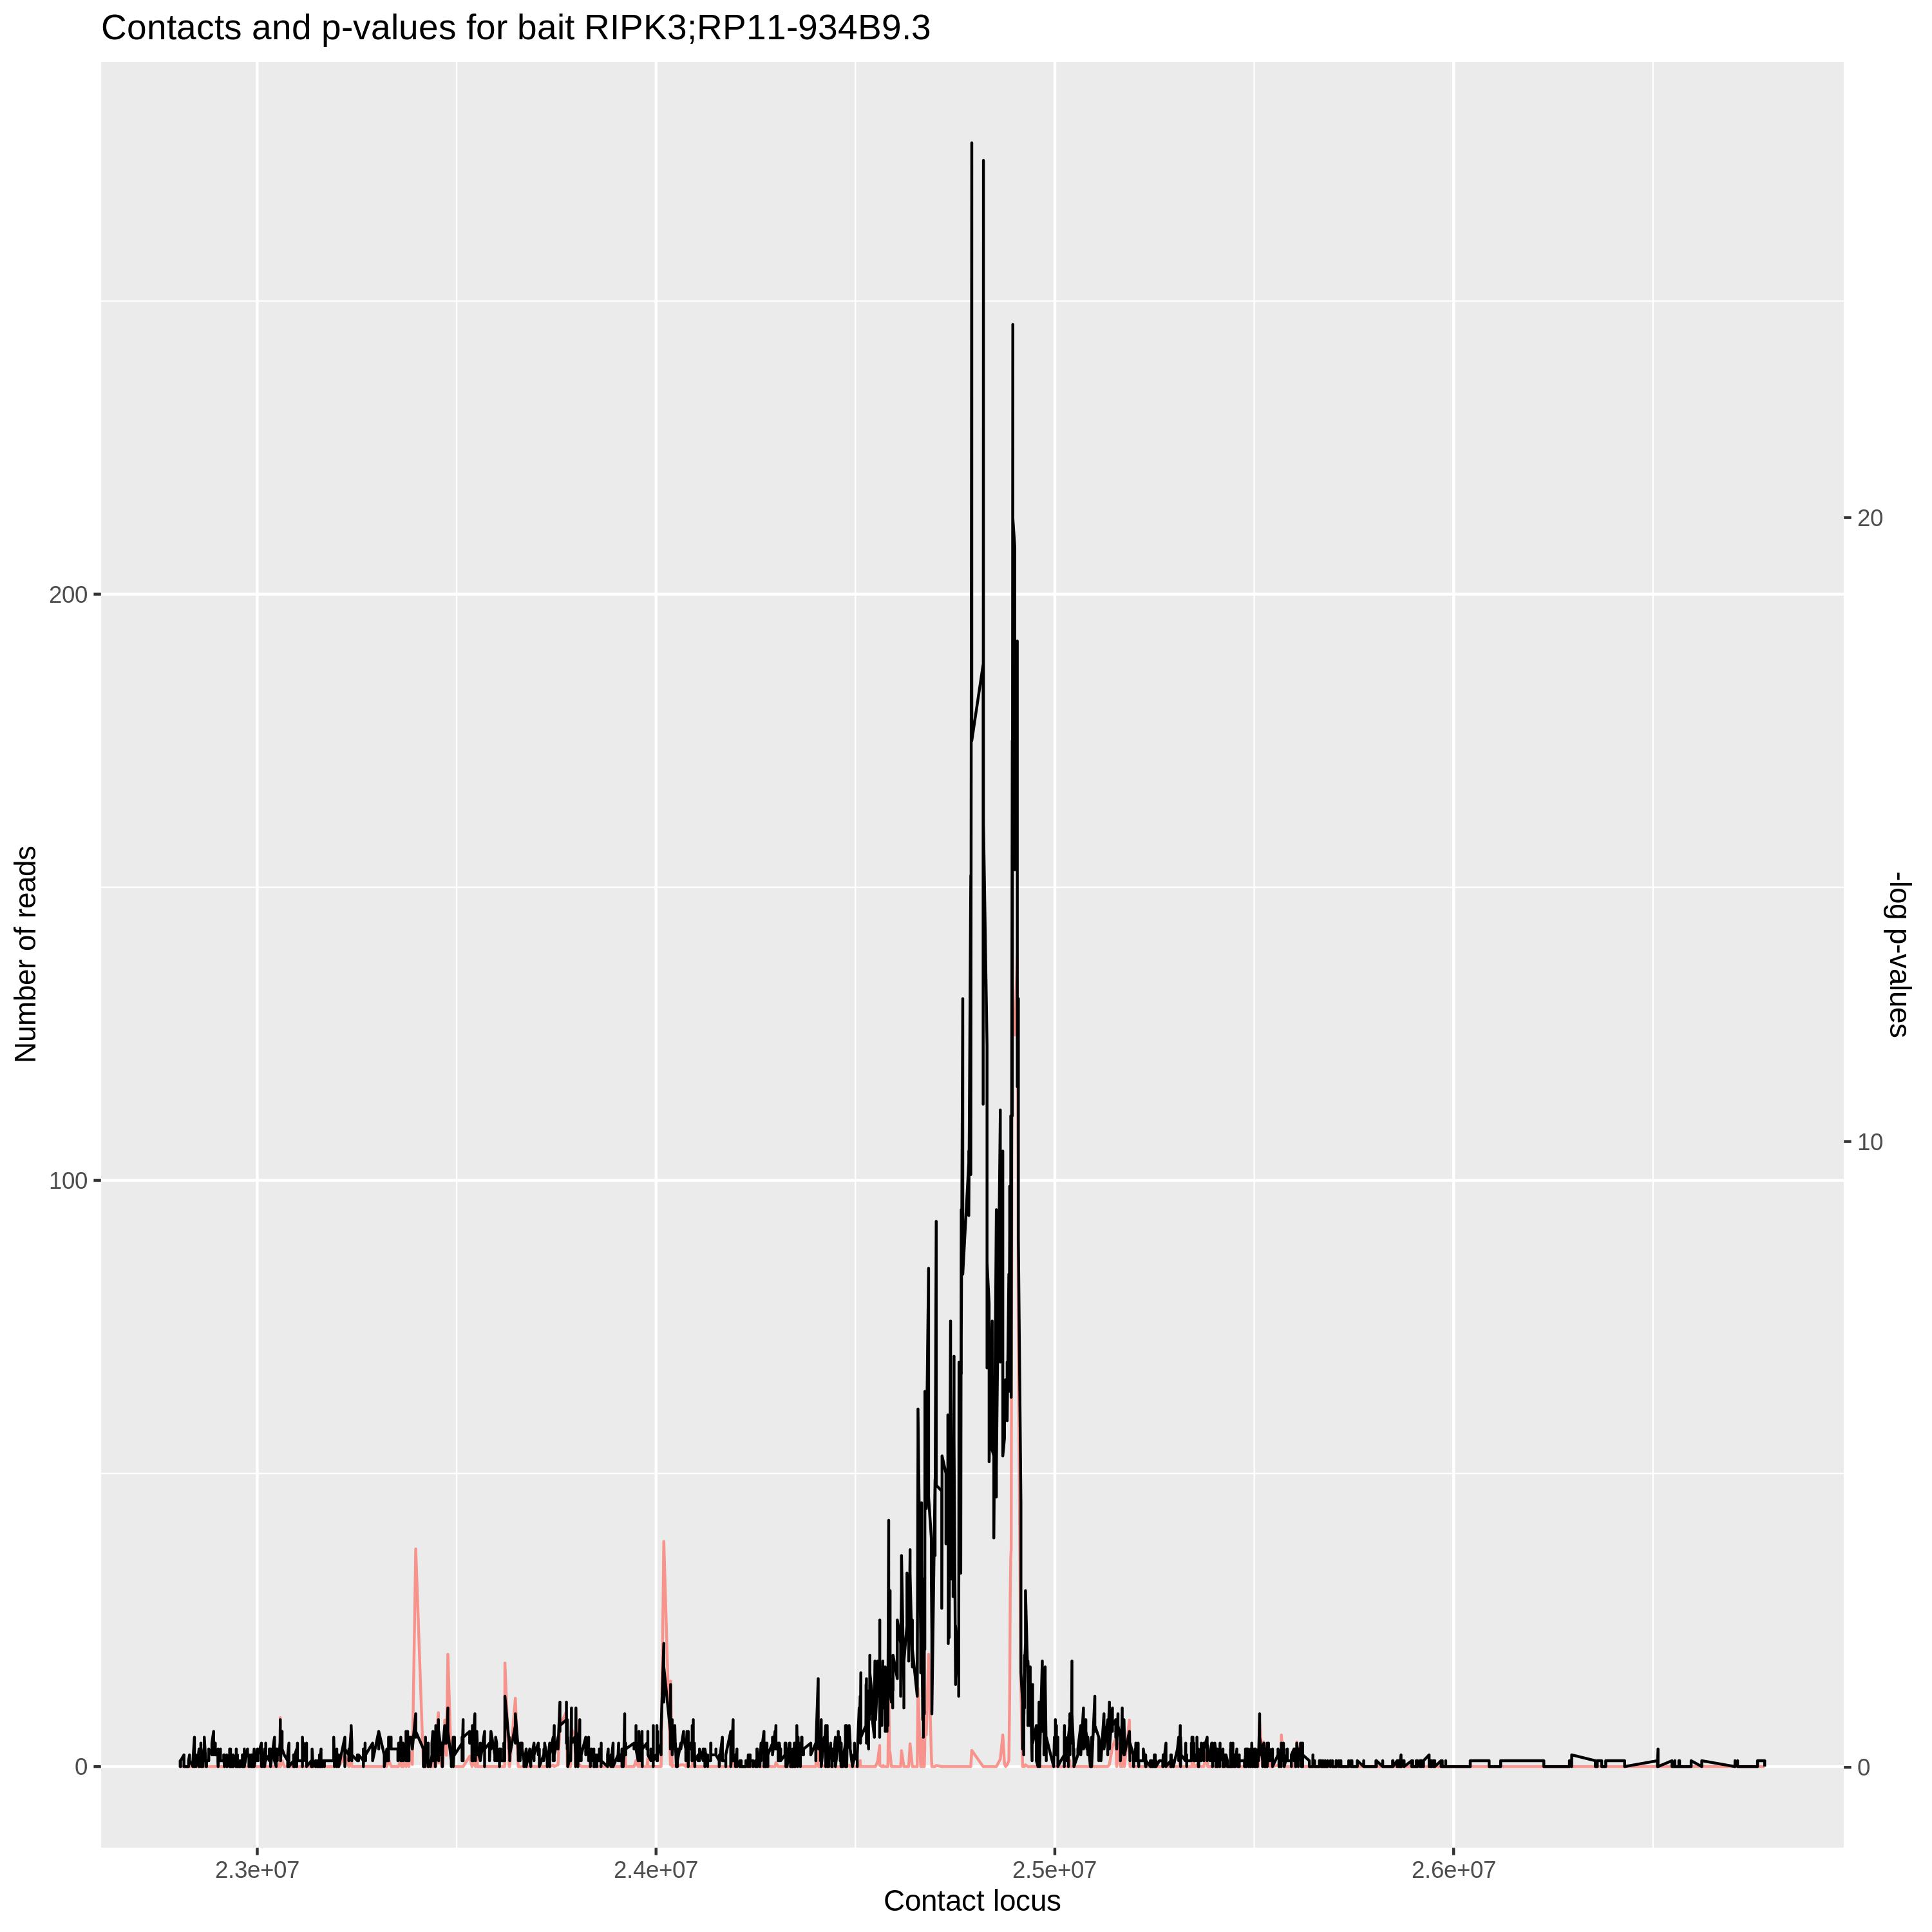 Contacts and p-values for bait RIPK3;RP11-934B9.3
Number of reads
200
100
0
20
10
0
-log p-values
2.3e+07
2.4e+07
2.5e+07
2.6e+07
Contact locus